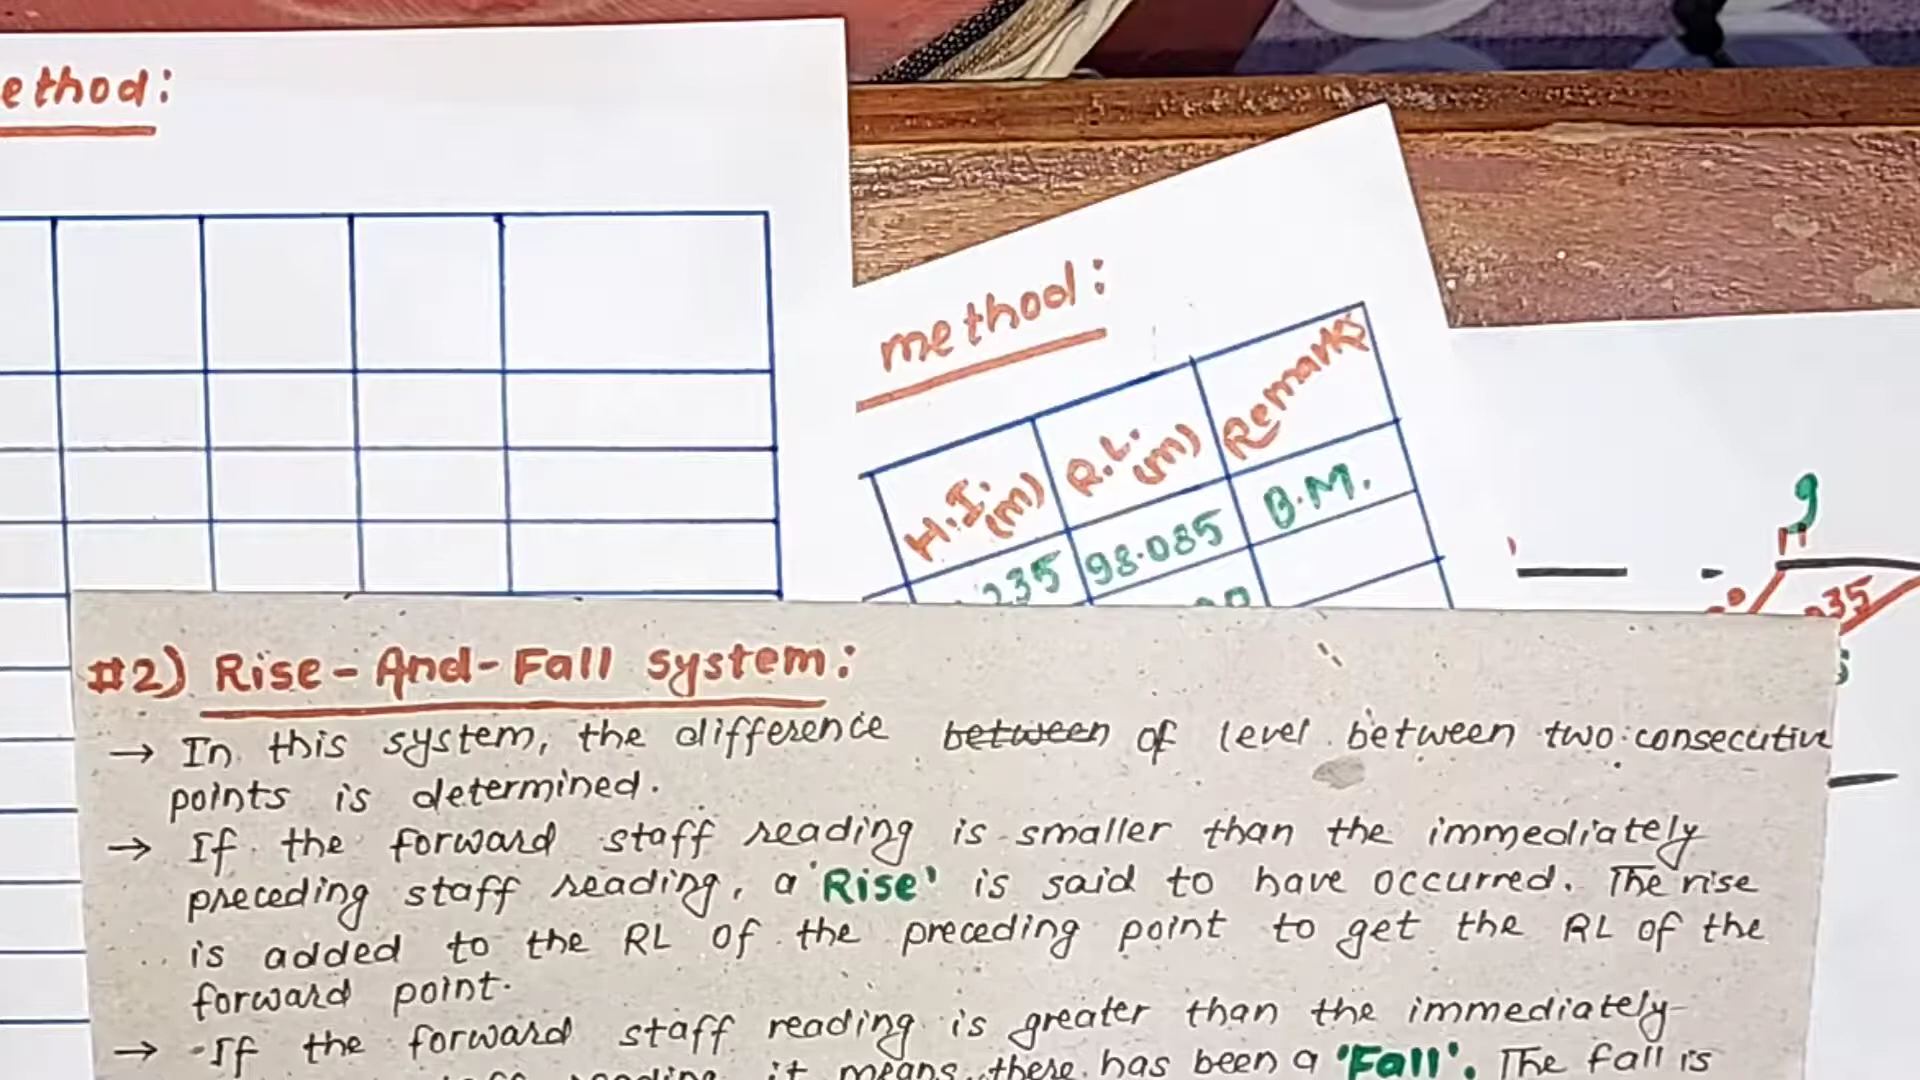 ethod:
method:
H.I. (m) R.L. (m) Remarks
235 98.085 B.M.
g
35
#2) Rise-And-Fall system:
→ In this system, the difference between of level between two consecutive
points is determined.
→ If the forward staff reading is smaller than the immediately
preceding staff reading, a 'Rise' is said to have occurred. The rise
is added to the RL of the preceding point to get the RL of the
forward point.
→ If the forward staff reading is greater than the immediately
staff reading, it means there has been a 'Fall'. The fall is